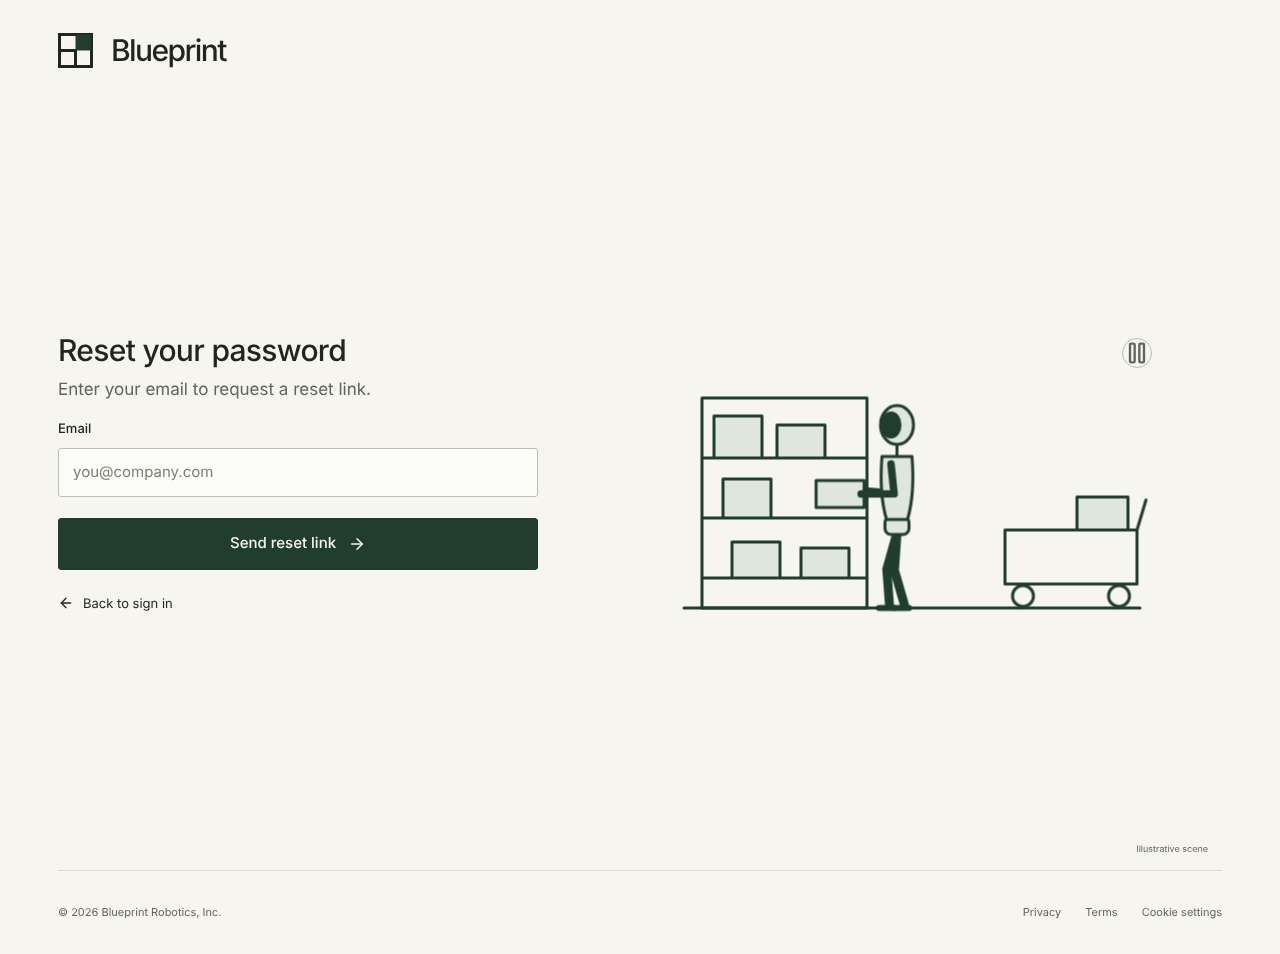 Blueprint
Reset your password
Enter your email to request a reset link.
Email
you@company.com
Send reset link
Back to sign in
Illustrative scene
© 2026 Blueprint Robotics, Inc.
Privacy Terms Cookie settings